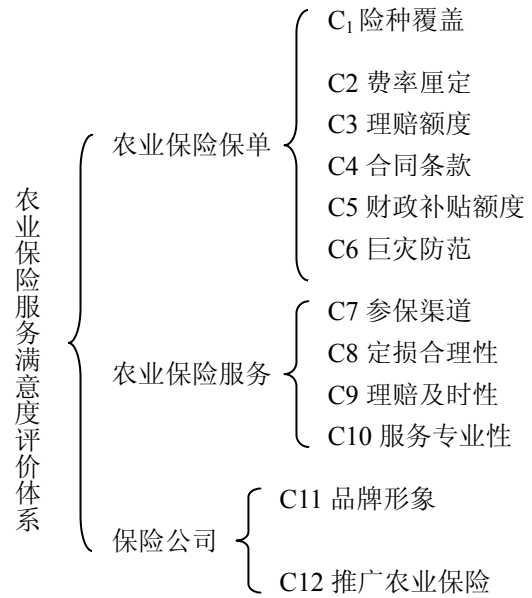 农业保险服务满意度评价体系
农业保险保单
C1 险种覆盖
C2 费率厘定
C3 理赔额度
C4 合同条款
C5 财政补贴额度
C6 巨灾防范
农业保险服务
C7 参保渠道
C8 定损合理性
C9 理赔及时性
C10 服务专业性
保险公司
C11 品牌形象
C12 推广农业保险